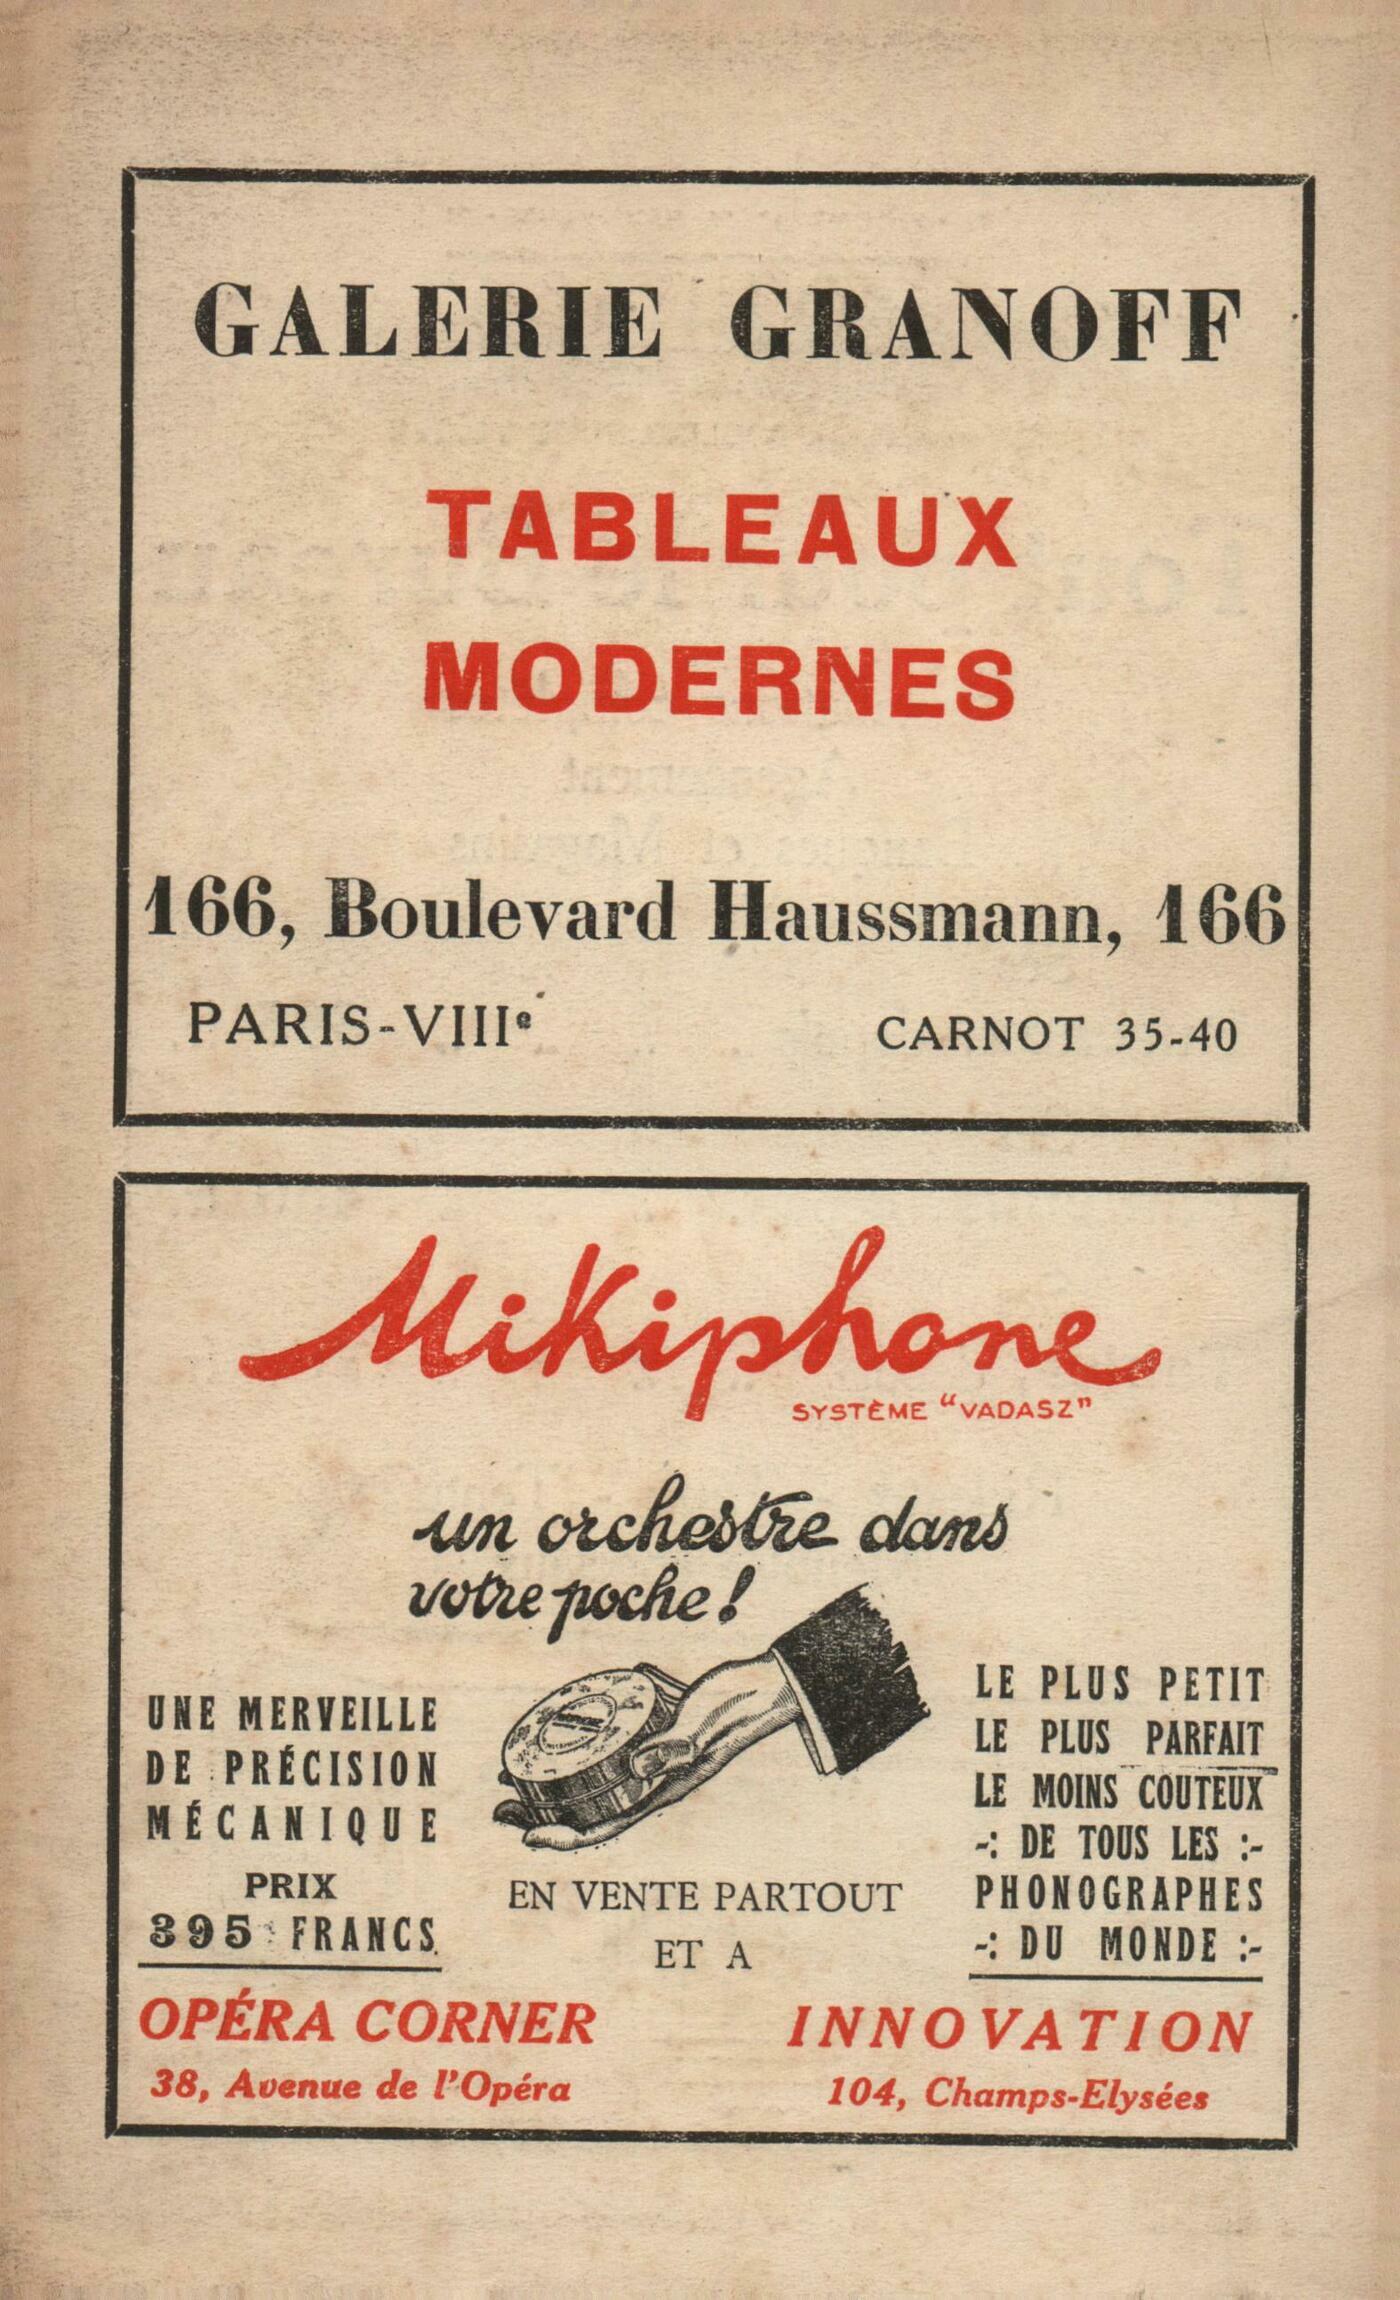 GALERIE GRANOFF
TABLEAUX
MODERNES
166, Boulevard Haussmann, 166
PARIS-VIIIe
CARNOT 35-40
Mikiphone
SYSTÈME "VADASZ"
un orchestre dans
votre poche!
UNE MERVEILLE
DE PRÉCISION
MÉCANIQUE
PRIX
395 FRANCS.
LE PLUS PETIT
LE PLUS PARFAIT
LE MOINS COUTEUX
-: DE TOUS LES :-
PHONOGRAPHES
-: DU MONDE :-
EN VENTE PARTOUT
ET A
OPÉRA CORNER
38, Avenue de l'Opéra
INNOVATION
104, Champs-Elysées